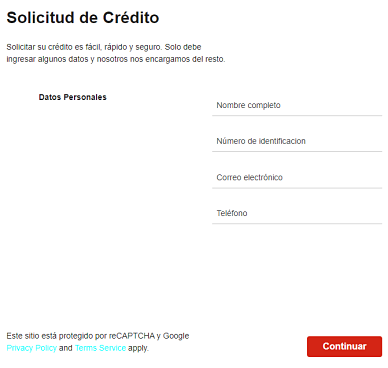 Solicitud de Crédito
Solicitar su crédito es fácil, rápido y seguro. Solo debe
ingresar algunos datos y nosotros nos encargamos del resto.
Datos Personales
Nombre completo
Número de identificacion
Correo electrónico
Teléfono
Este sitio está protegido por reCAPTCHA y Google
Privacy Policy and Terms Service apply.
Continuar